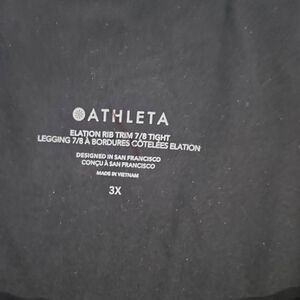 ATHLETA
ELATION RIB TRIM 7/8 TIGHT
LEGGING 7/8 À BORDURES CÔTELÉES ELATION
DESIGNED IN SAN FRANCISCO
CONÇU À SAN FRANCISCO
MADE IN VIETNAM
3X